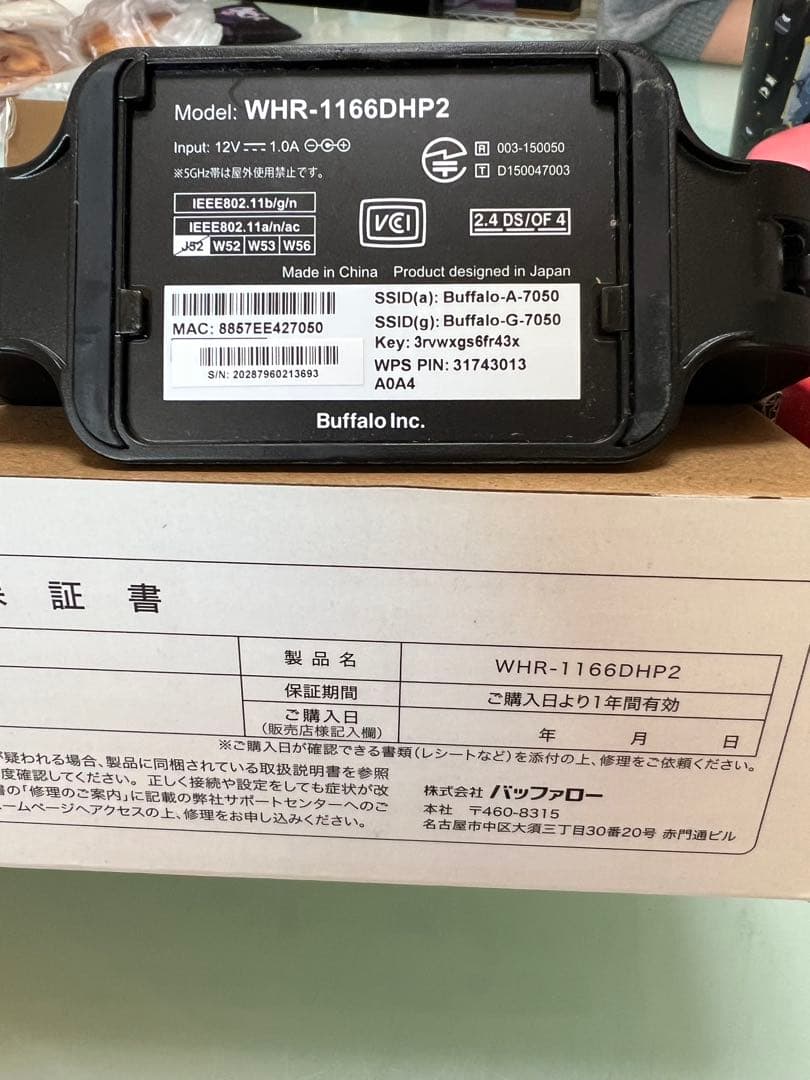 Model: WHR-1166DHP2
Input: 12V 1.0A
※5GHz帯は屋外使用禁止です。
R 003-150050
T D150047003
IEEE802.11b/g/n
IEEE802.11a/n/ac
J52 W52 W53 W56
VCCI
2.4 DS/OF 4
Made in China Product designed in Japan
MAC: 8857EE427050
S/N: 20287960213693
SSID(a): Buffalo-A-7050
SSID(g): Buffalo-G-7050
Key: 3rvwxgs6fr43x
WPS PIN: 31743013
A0A4
Buffalo Inc.
証書
製品名 WHR-1166DHP2
保証期間 ご購入日より1年間有効
ご購入日
(販売店様記入欄) 年 月 日
※ご購入日が確認できる書類(レシートなど)を添付の上、修理をご依頼ください。
疑われる場合、製品に同梱されている取扱説明書を参照
度確認してください。正しく接続や設定をしても症状が改
書の「修理のご案内」に記載の弊社サポートセンターへのご
ームページへアクセスの上、修理をお申し込みください。
株式会社 バッファロー
本社 〒460-8315
名古屋市中区大須三丁目30番20号 赤門通ビル